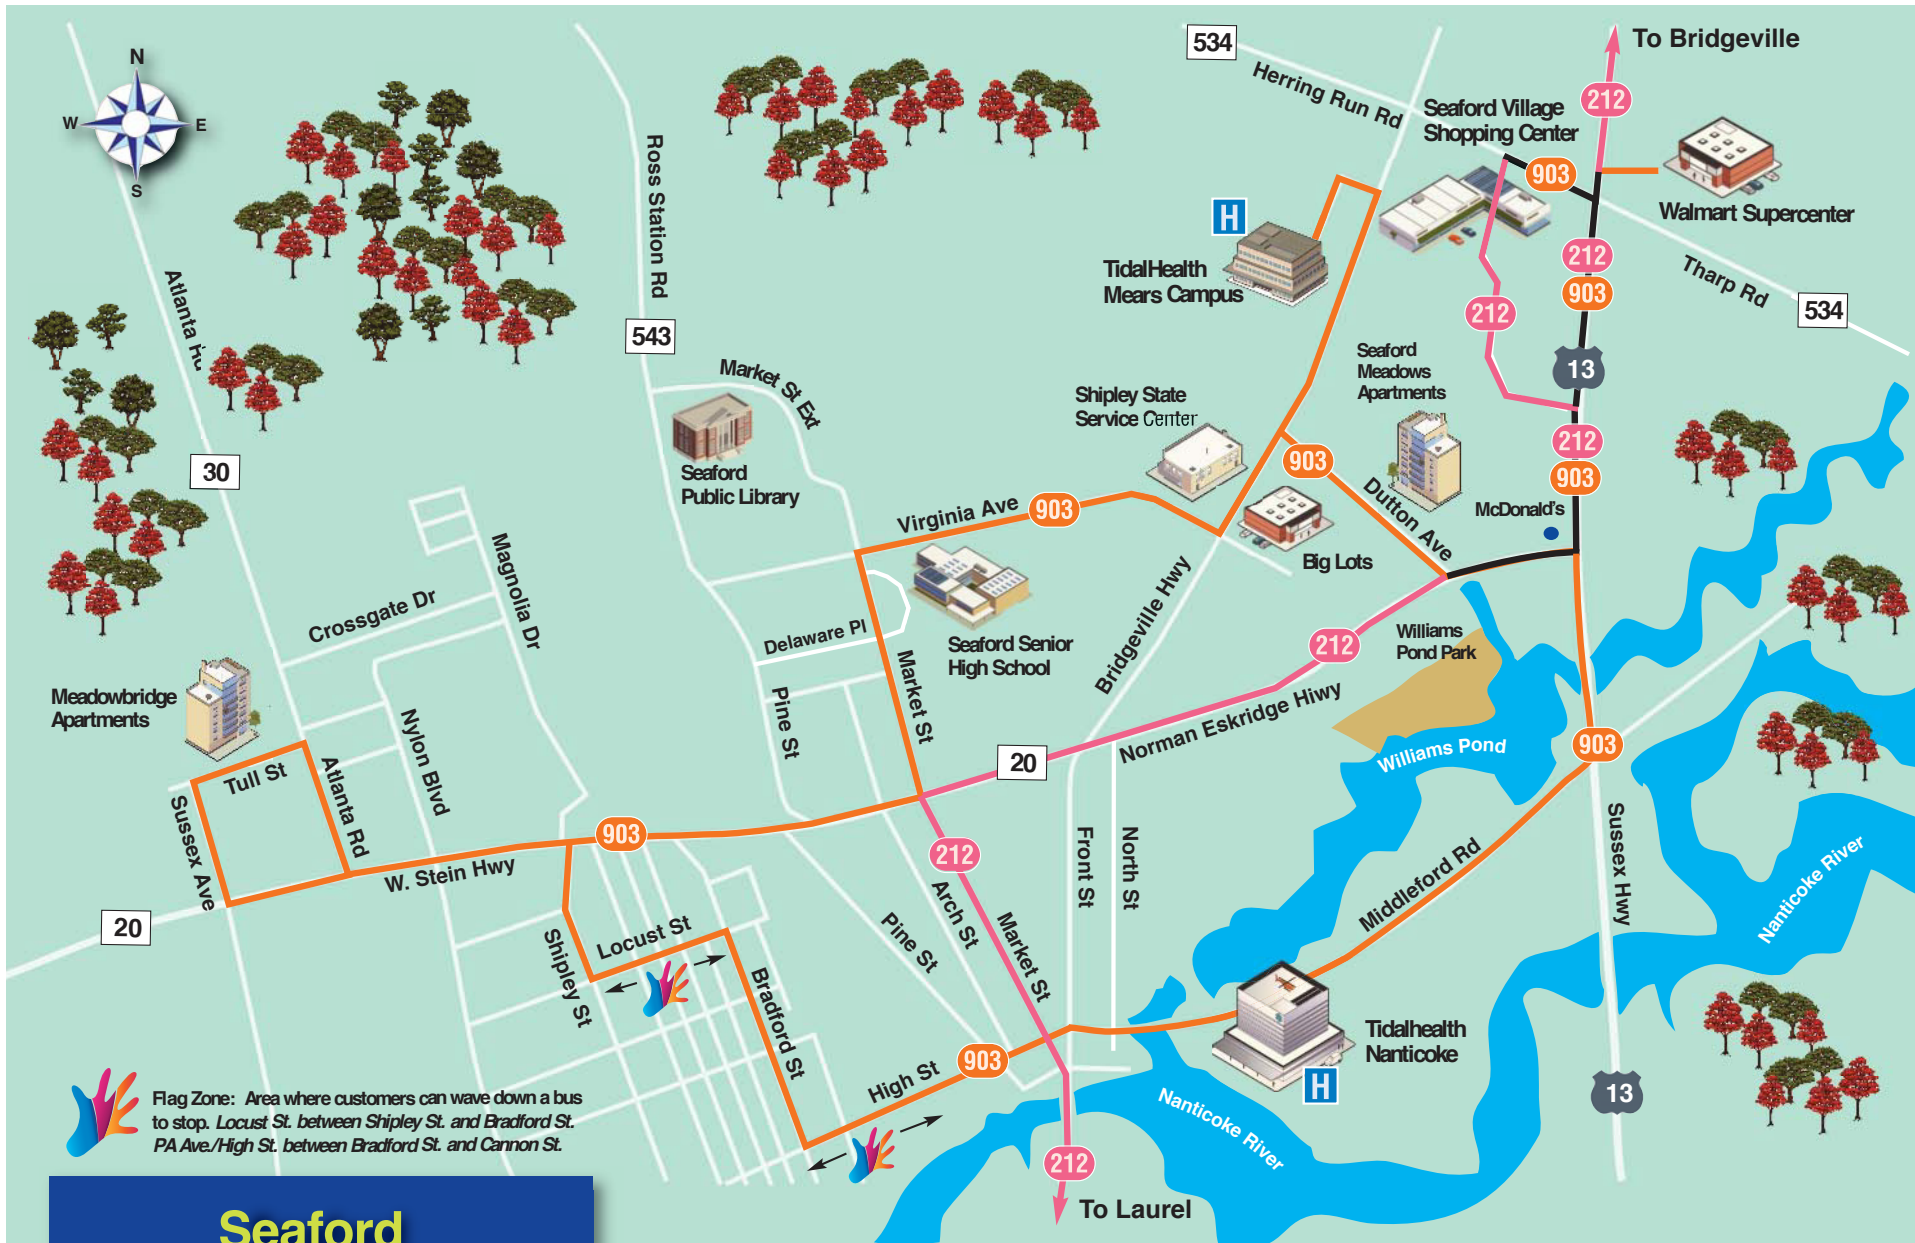 534
To Bridgeville
N
W
E
S
Herring Run Rd
Seaford Village
Shopping Center
212
903
Walmart Supercenter
H
TidalHealth
Mears Campus
212
903
Tharp Rd
534
212
13
Ross Station Rd
Atlanta Rd
543
Market St Ext
Seaford
Meadows
Apartments
Shipley State
Service Center
212
903
903
30
Seaford
Public Library
Virginia Ave
903
Dutton Ave
McDonald's
Big Lots
Magnolia Dr
Crossgate Dr
Delaware Pl
Seaford Senior
High School
Bridgeville Hwy
212
Williams
Pond Park
Meadowbridge
Apartments
Nylon Blvd
Pine St
Market St
Norman Eskridge Hiwy
20
Williams Pond
903
Tull St
Atlanta Rd
Sussex Ave
903
W. Stein Hwy
212
Front St
North St
Sussex Hwy
Middleford Rd
Nanticoke River
20
Shipley St
Locust St
Pine St
Arch St
Market St
Bradford St
Tidalhealth
Nanticoke
H
High St
903
13
Nanticoke River
Flag Zone: Area where customers can wave down a bus
to stop. Locust St. between Shipley St. and Bradford St.
PA Ave./High St. between Bradford St. and Cannon St.
212
To Laurel
Seaford